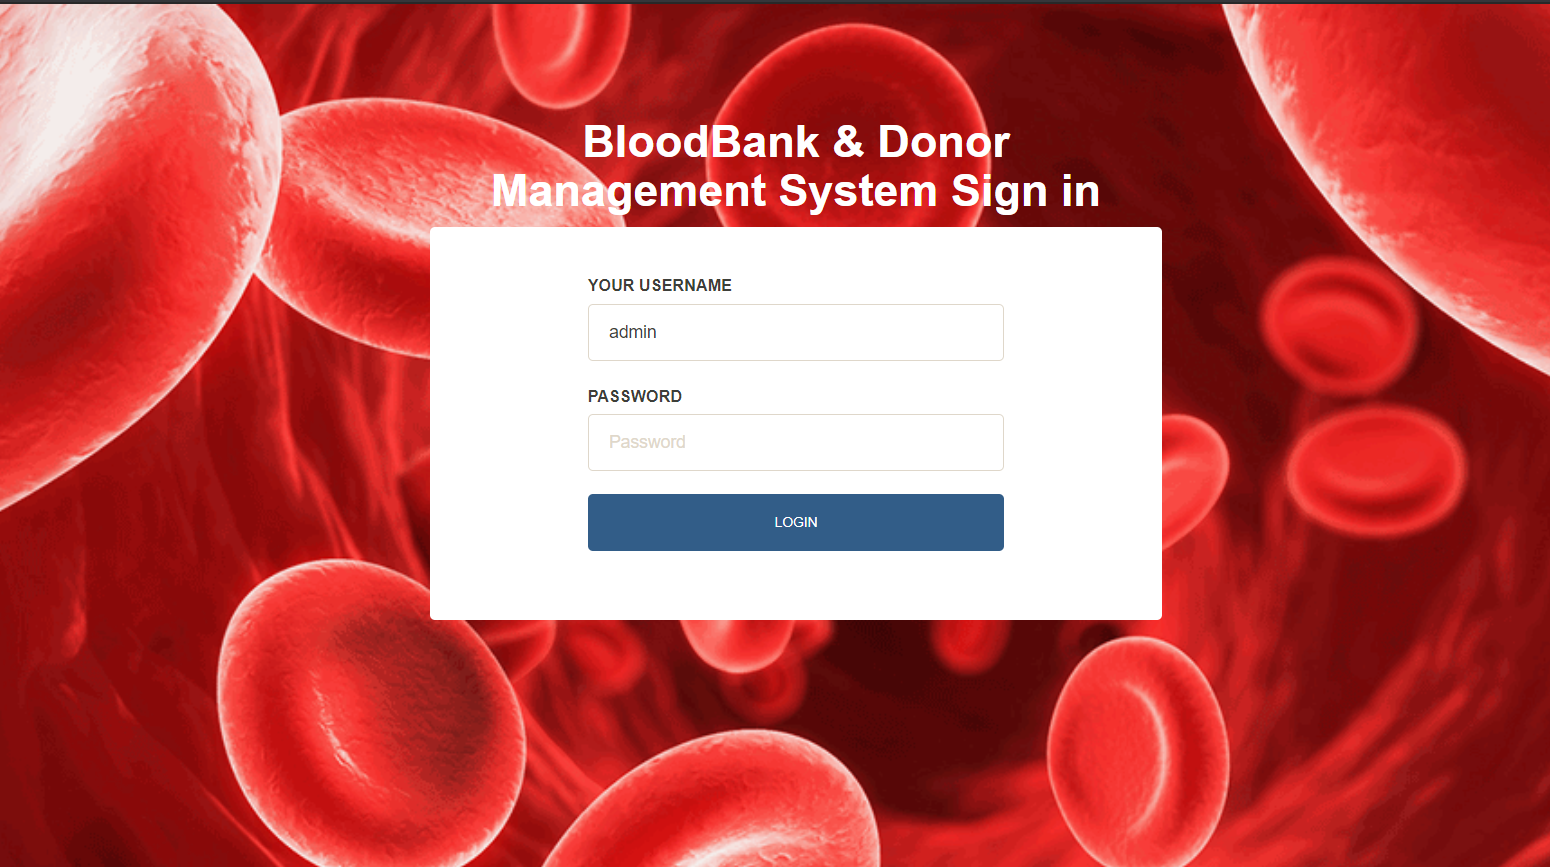 BloodBank & Donor
Management System Sign in
YOUR USERNAME
admin
PASSWORD
Password
LOGIN